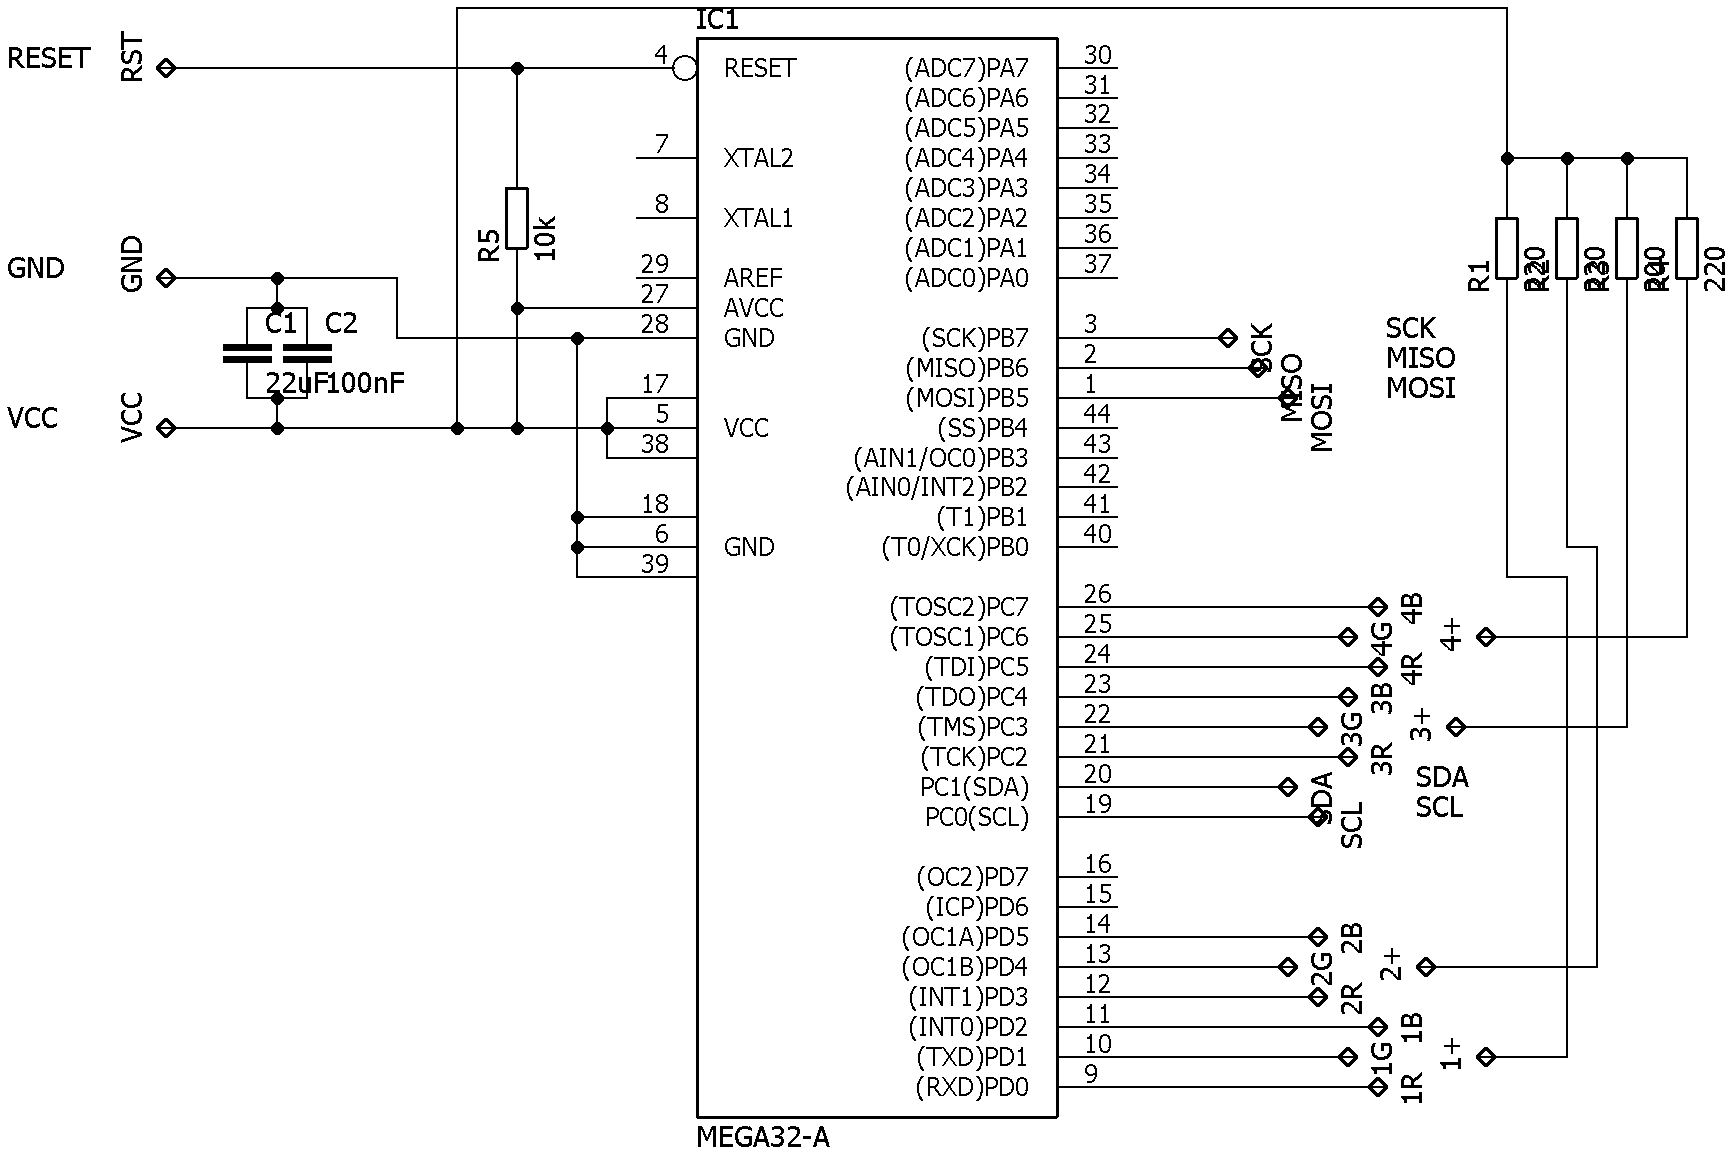 IC1
RESET
RST
4
RESET
7
XTAL2
8
XTAL1
R5
10k
GND
GND
29
AREF
27
AVCC
28
GND
C1
C2
22uF
100nF
VCC
VCC
17
5
VCC
38
18
6
GND
39
(ADC7)PA7
30
(ADC6)PA6
31
(ADC5)PA5
32
(ADC4)PA4
33
(ADC3)PA3
34
(ADC2)PA2
35
(ADC1)PA1
36
(ADC0)PA0
37
(SCK)PB7
3
(MISO)PB6
2
(MOSI)PB5
1
(SS)PB4
44
(AIN1/OC0)PB3
43
(AIN0/INT2)PB2
42
(T1)PB1
41
(T0/XCK)PB0
40
(TOSC2)PC7
26
(TOSC1)PC6
25
(TDI)PC5
24
(TDO)PC4
23
(TMS)PC3
22
(TCK)PC2
21
PC1(SDA)
20
PC0(SCL)
19
(OC2)PD7
16
(ICP)PD6
15
(OC1A)PD5
14
(OC1B)PD4
13
(INT1)PD3
12
(INT0)PD2
11
(TXD)PD1
10
(RXD)PD0
9
SCK
MISO
MOSI
SCK
MISO
MOSI
R1
220
4B
4G
4R
4+
3B
3G
3R
3+
SDA
SCL
SDA
SCL
2B
2G
2R
2+
1B
1G
1R
1+
MEGA32-A